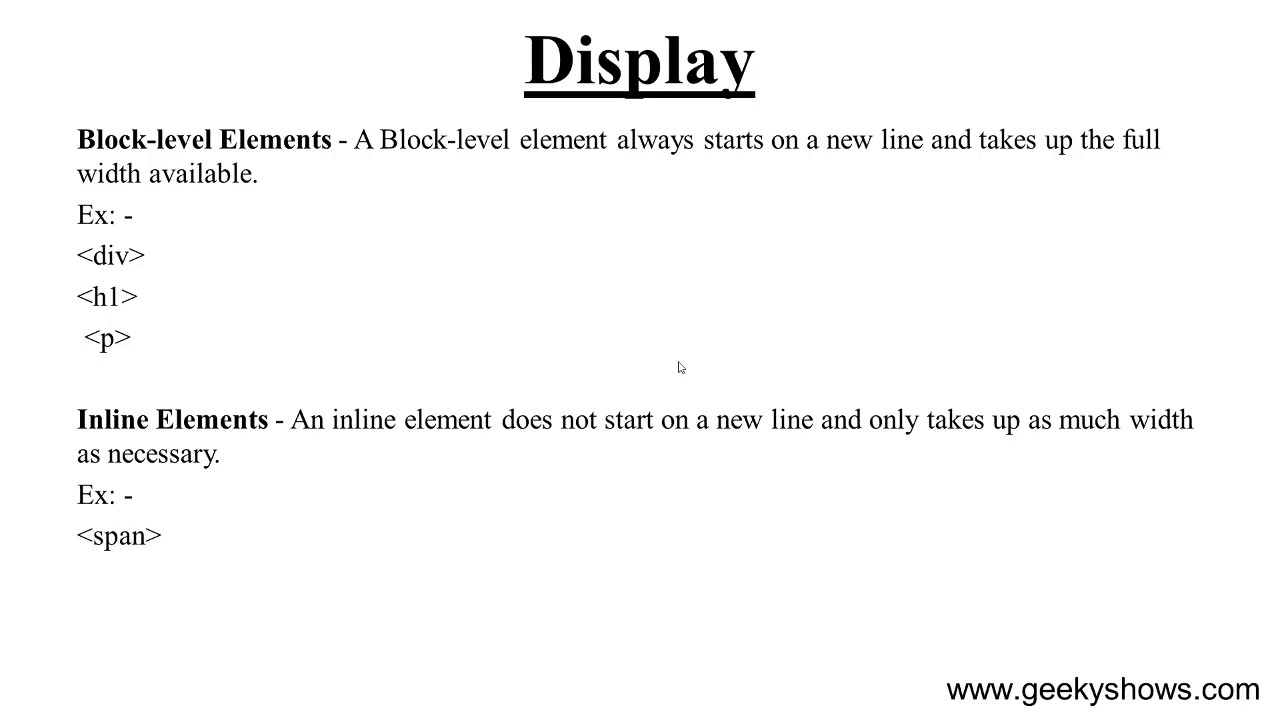 Display
Block-level Elements - A Block-level element always starts on a new line and takes up the full
width available.
Ex: -
<div>
<h1>
<p>
Inline Elements - An inline element does not start on a new line and only takes up as much width
as necessary.
Ex: -
<span>
www.geekyshows.com